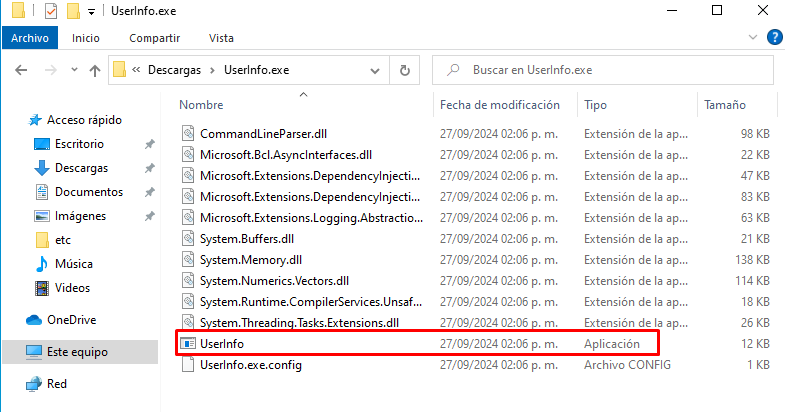 UserInfo.exe
Archivo Inicio Compartir Vista
« Descargas > UserInfo.exe Buscar en UserInfo.exe
Nombre Fecha de modificación Tipo Tamaño
Acceso rápido
Escritorio
Descargas
Documentos
Imágenes
etc
Música
Videos
OneDrive
Este equipo
Red
CommandLineParser.dll 27/09/2024 02:06 p. m. Extensión de la ap... 98 KB
Microsoft.Bcl.AsyncInterfaces.dll 27/09/2024 02:06 p. m. Extensión de la ap... 22 KB
Microsoft.Extensions.DependencyInjecti... 27/09/2024 02:06 p. m. Extensión de la ap... 47 KB
Microsoft.Extensions.DependencyInjecti... 27/09/2024 02:06 p. m. Extensión de la ap... 83 KB
Microsoft.Extensions.Logging.Abstractio... 27/09/2024 02:06 p. m. Extensión de la ap... 63 KB
System.Buffers.dll 27/09/2024 02:06 p. m. Extensión de la ap... 21 KB
System.Memory.dll 27/09/2024 02:06 p. m. Extensión de la ap... 138 KB
System.Numerics.Vectors.dll 27/09/2024 02:06 p. m. Extensión de la ap... 114 KB
System.Runtime.CompilerServices.Unsaf... 27/09/2024 02:06 p. m. Extensión de la ap... 18 KB
System.Threading.Tasks.Extensions.dll 27/09/2024 02:06 p. m. Extensión de la ap... 26 KB
UserInfo 27/09/2024 02:06 p. m. Aplicación 12 KB
UserInfo.exe.config 27/09/2024 02:06 p. m. Archivo CONFIG 1 KB